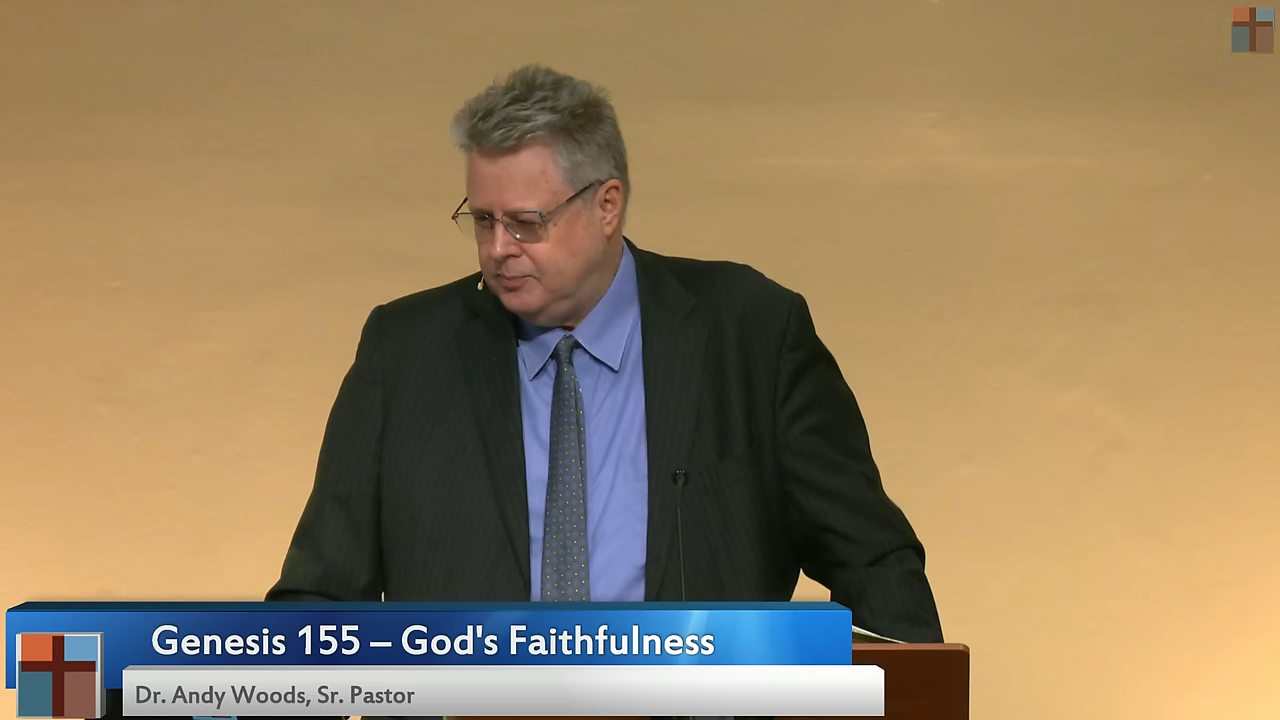 Genesis 155 – God's Faithfulness
Dr. Andy Woods, Sr. Pastor